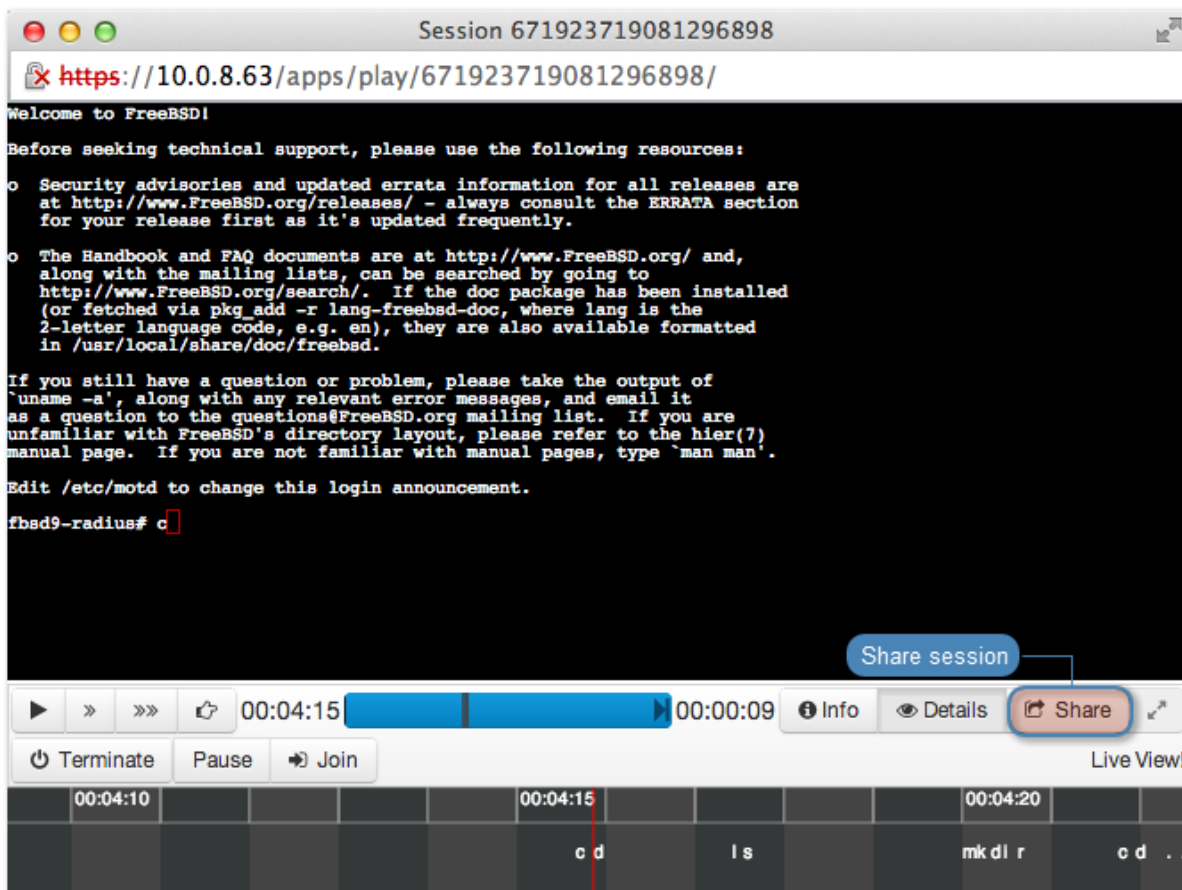 Session 671923719081296898
https://10.0.8.63/apps/play/671923719081296898/
Welcome to FreeBSD!
Before seeking technical support, please use the following resources:
o  Security advisories and updated errata information for all releases are
at http://www.FreeBSD.org/releases/ - always consult the ERRATA section
for your release first as it's updated frequently.
o  The Handbook and FAQ documents are at http://www.FreeBSD.org/ and,
along with the mailing lists, can be searched by going to
http://www.FreeBSD.org/search/.  If the doc package has been installed
(or fetched via pkg_add -r lang-freebsd-doc, where lang is the
2-letter language code, e.g. en), they are also available formatted
in /usr/local/share/doc/freebsd.
If you still have a question or problem, please take the output of
`uname -a', along with any relevant error messages, and email it
as a question to the questions@FreeBSD.org mailing list.  If you are
unfamiliar with FreeBSD's directory layout, please refer to the hier(7)
manual page.  If you are not familiar with manual pages, type `man man'.
Edit /etc/motd to change this login announcement.
fbsd9-radius# c
Share session
00:04:15 00:00:09 Info Details Share
Terminate Pause Join Live View!
00:04:10 00:04:15 00:04:20
cd ls mkdir cd .